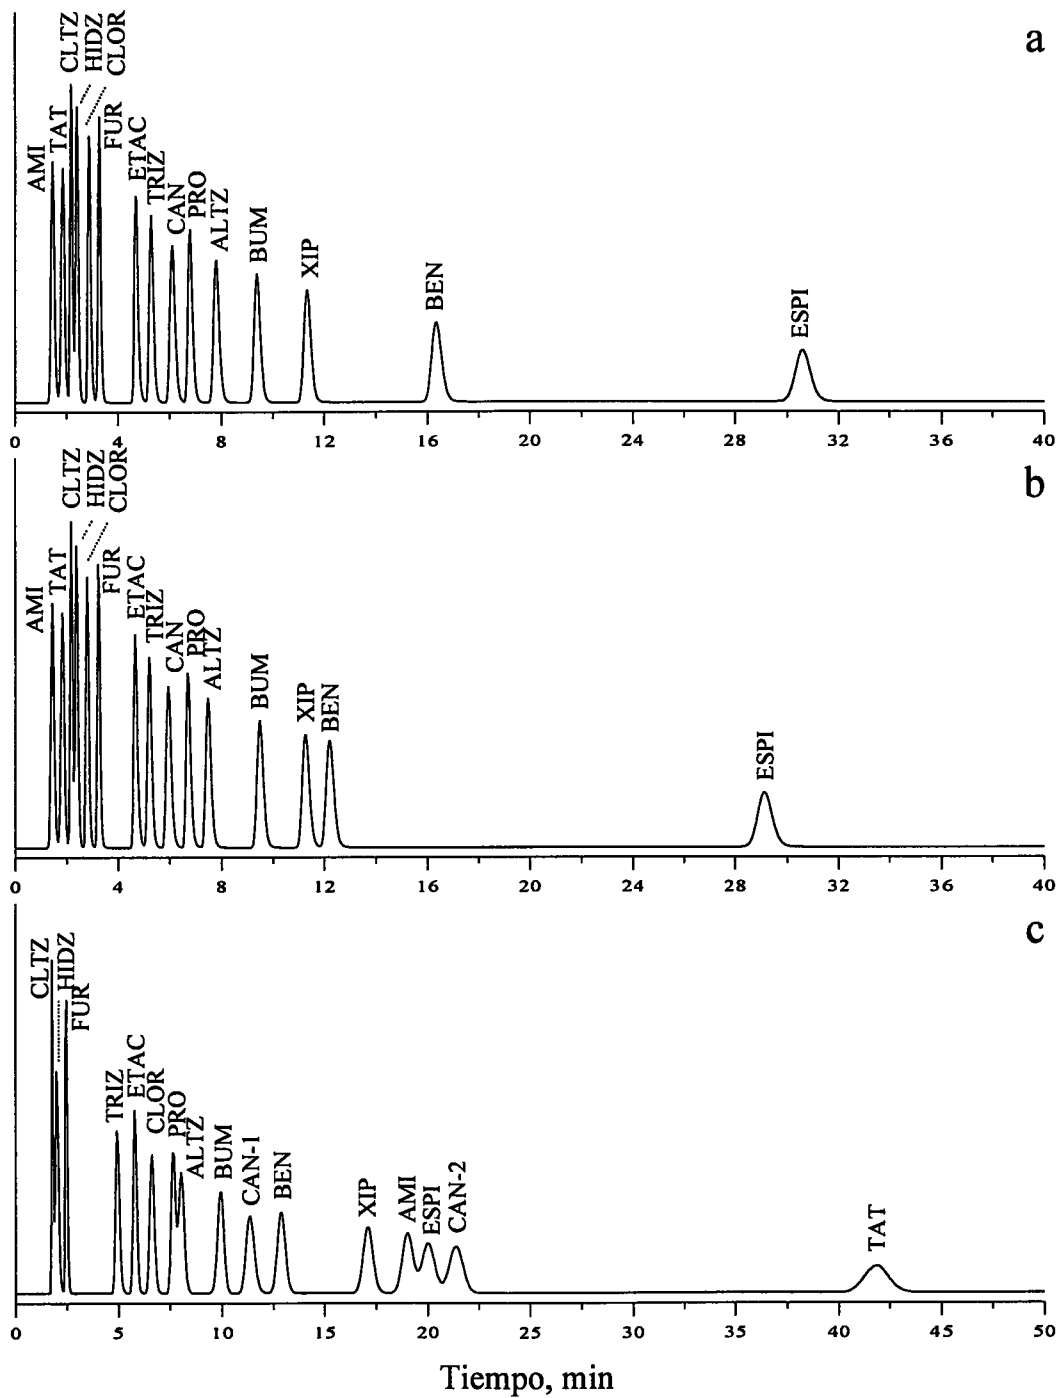 a
CLTZ
HIDZ
CLOR
AMI
TAT
FUR
ETAC
TRIZ
CAN
PRO
ALTZ
BUM
XIP
BEN
ESPI
0 4 8 12 16 20 24 28 32 36 40
b
CLTZ
HIDZ
CLOR
AMI
TAT
FUR
ETAC
TRIZ
CAN
PRO
ALTZ
BUM
XIP
BEN
ESPI
0 4 8 12 16 20 24 28 32 36 40
c
CLTZ
HIDZ
FUR
TRIZ
ETAC
CLOR
PRO
ALTZ
BUM
CAN-1
BEN
XIP
AMI
ESPI
CAN-2
TAT
0 5 10 15 20 25 30 35 40 45 50
Tiempo, min